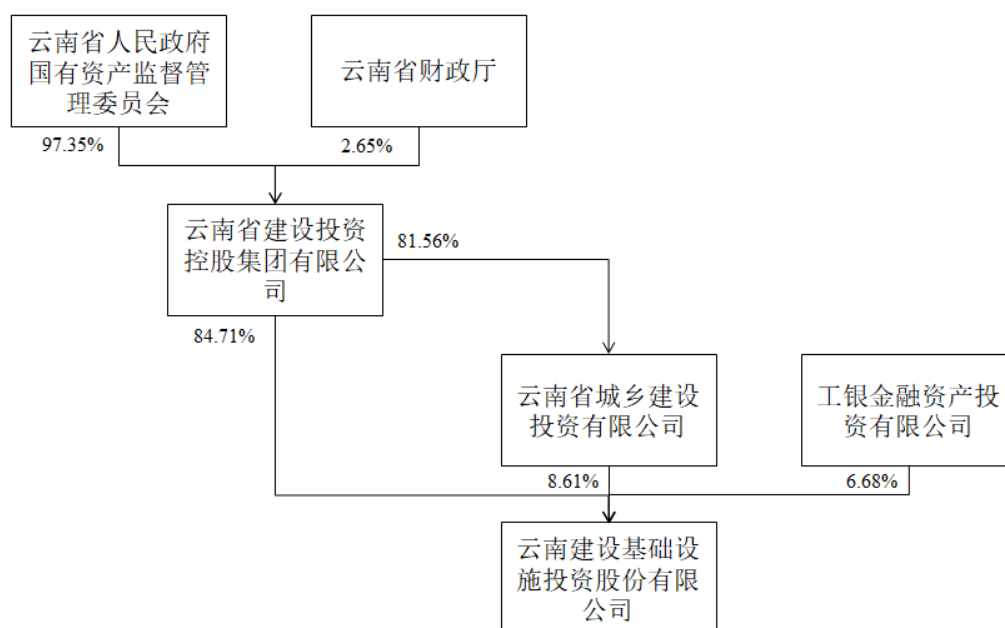 云南省人民政府
国有资产监督管
理委员会
云南省财政厅
97.35%
2.65%
云南省建设投资
控股集团有限公
司
81.56%
84.71%
云南省城乡建设
投资有限公司
工银金融资产投
资有限公司
8.61%
6.68%
云南建设基础设
施投资股份有限
公司